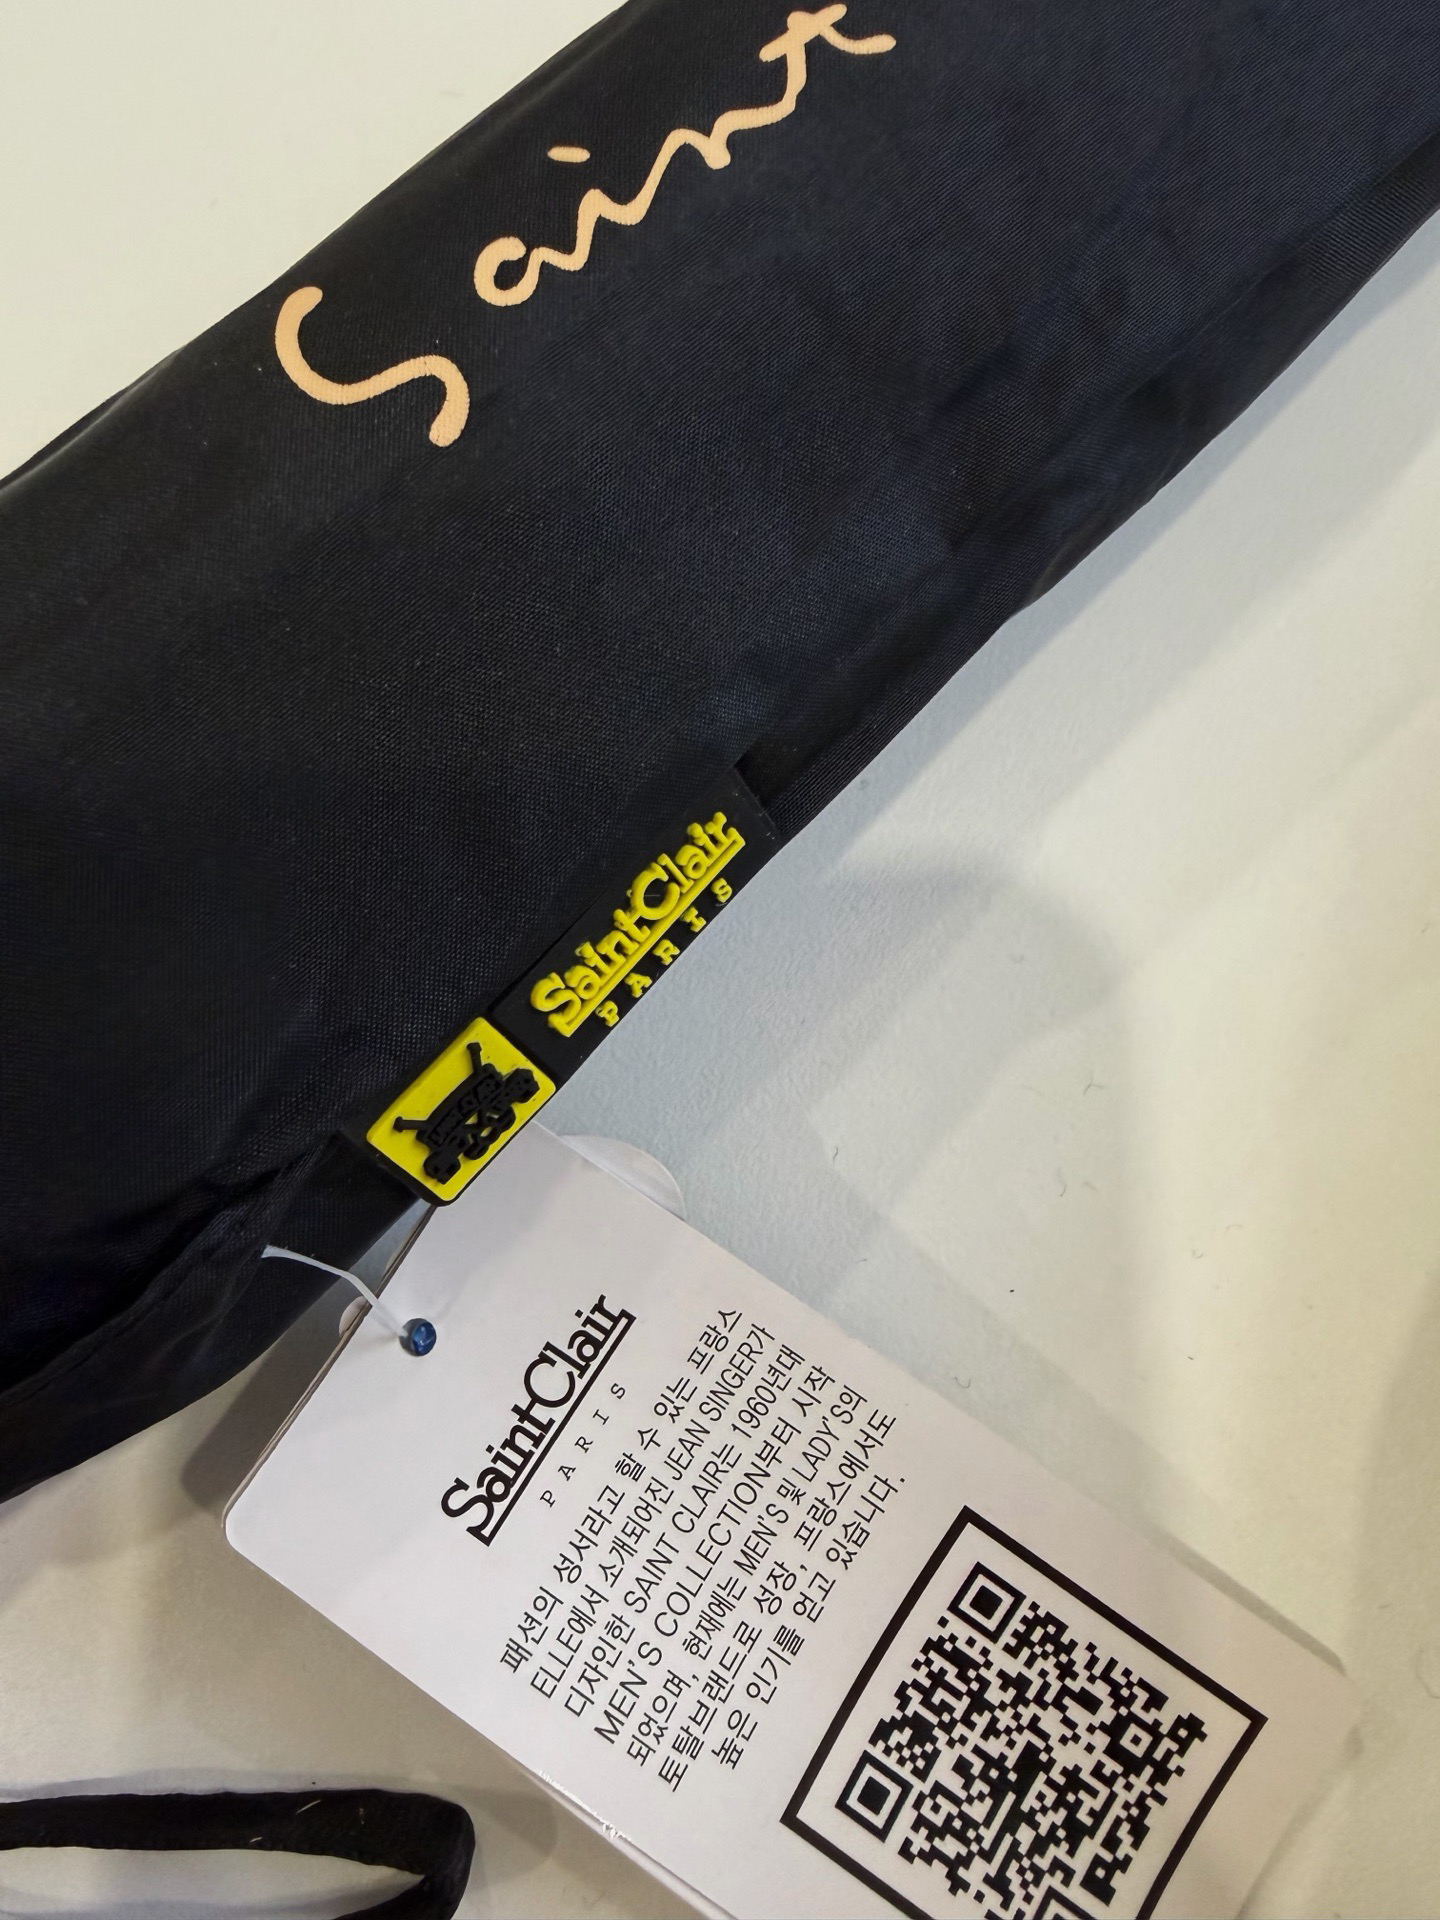 Saint
Saint Clair
PARIS
Saint Clair
PARIS
패션의 성서라고 할 수 있는 프랑스
ELLE에서 소개되어진 JEAN SINGER가
디자인한 SAINT CLAIR는 1960년대
MEN'S COLLECTION부터 시작
되었으며, 현재에는 MEN'S 및 LADY'S의
토탈브랜드로 성장, 프랑스에서도
높은 인기를 얻고 있습니다.